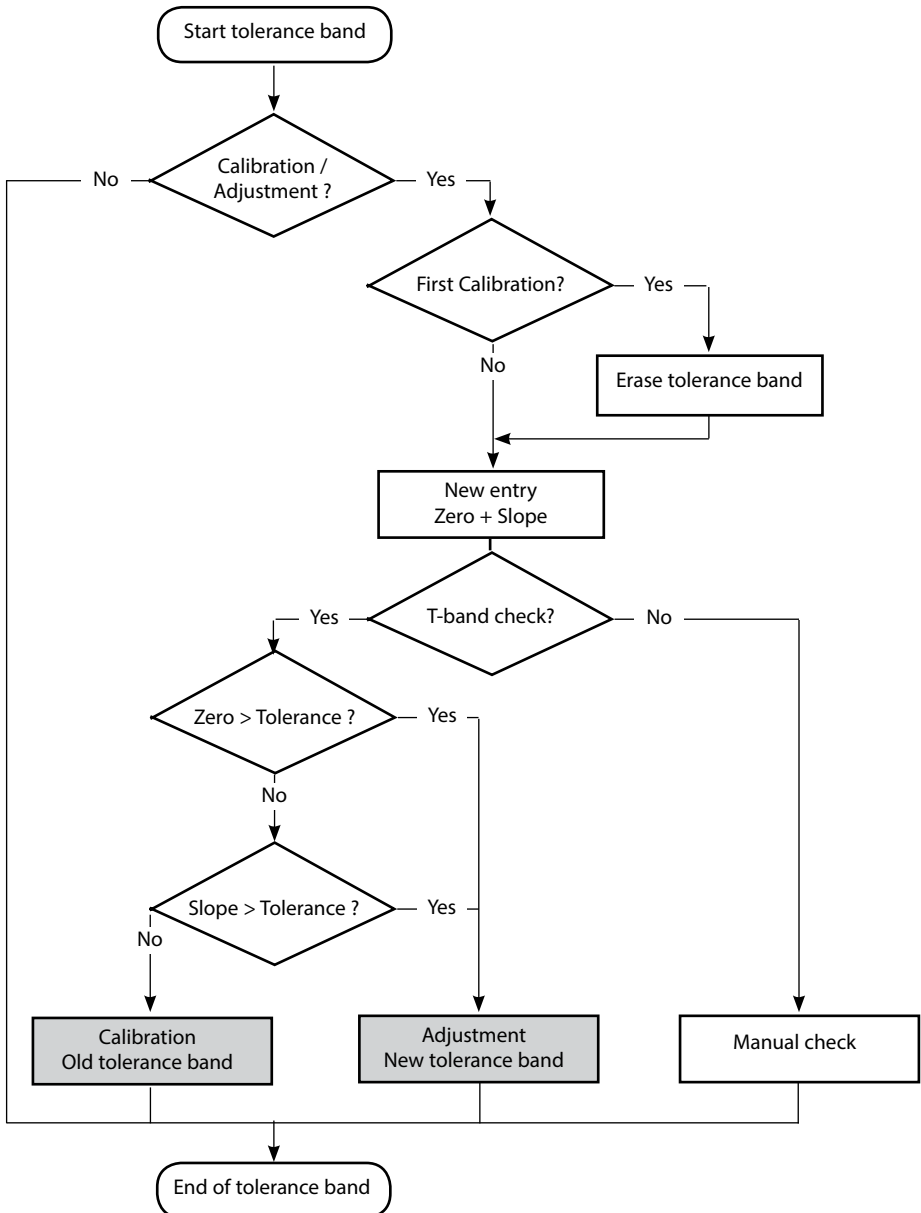 Start tolerance band
Calibration /
Adjustment ?
No
Yes
First Calibration?
Yes
No
Erase tolerance band
New entry
Zero + Slope
T-band check?
Yes
No
Zero > Tolerance ?
Yes
No
Slope > Tolerance ?
Yes
No
Calibration
Old tolerance band
Adjustment
New tolerance band
Manual check
End of tolerance band